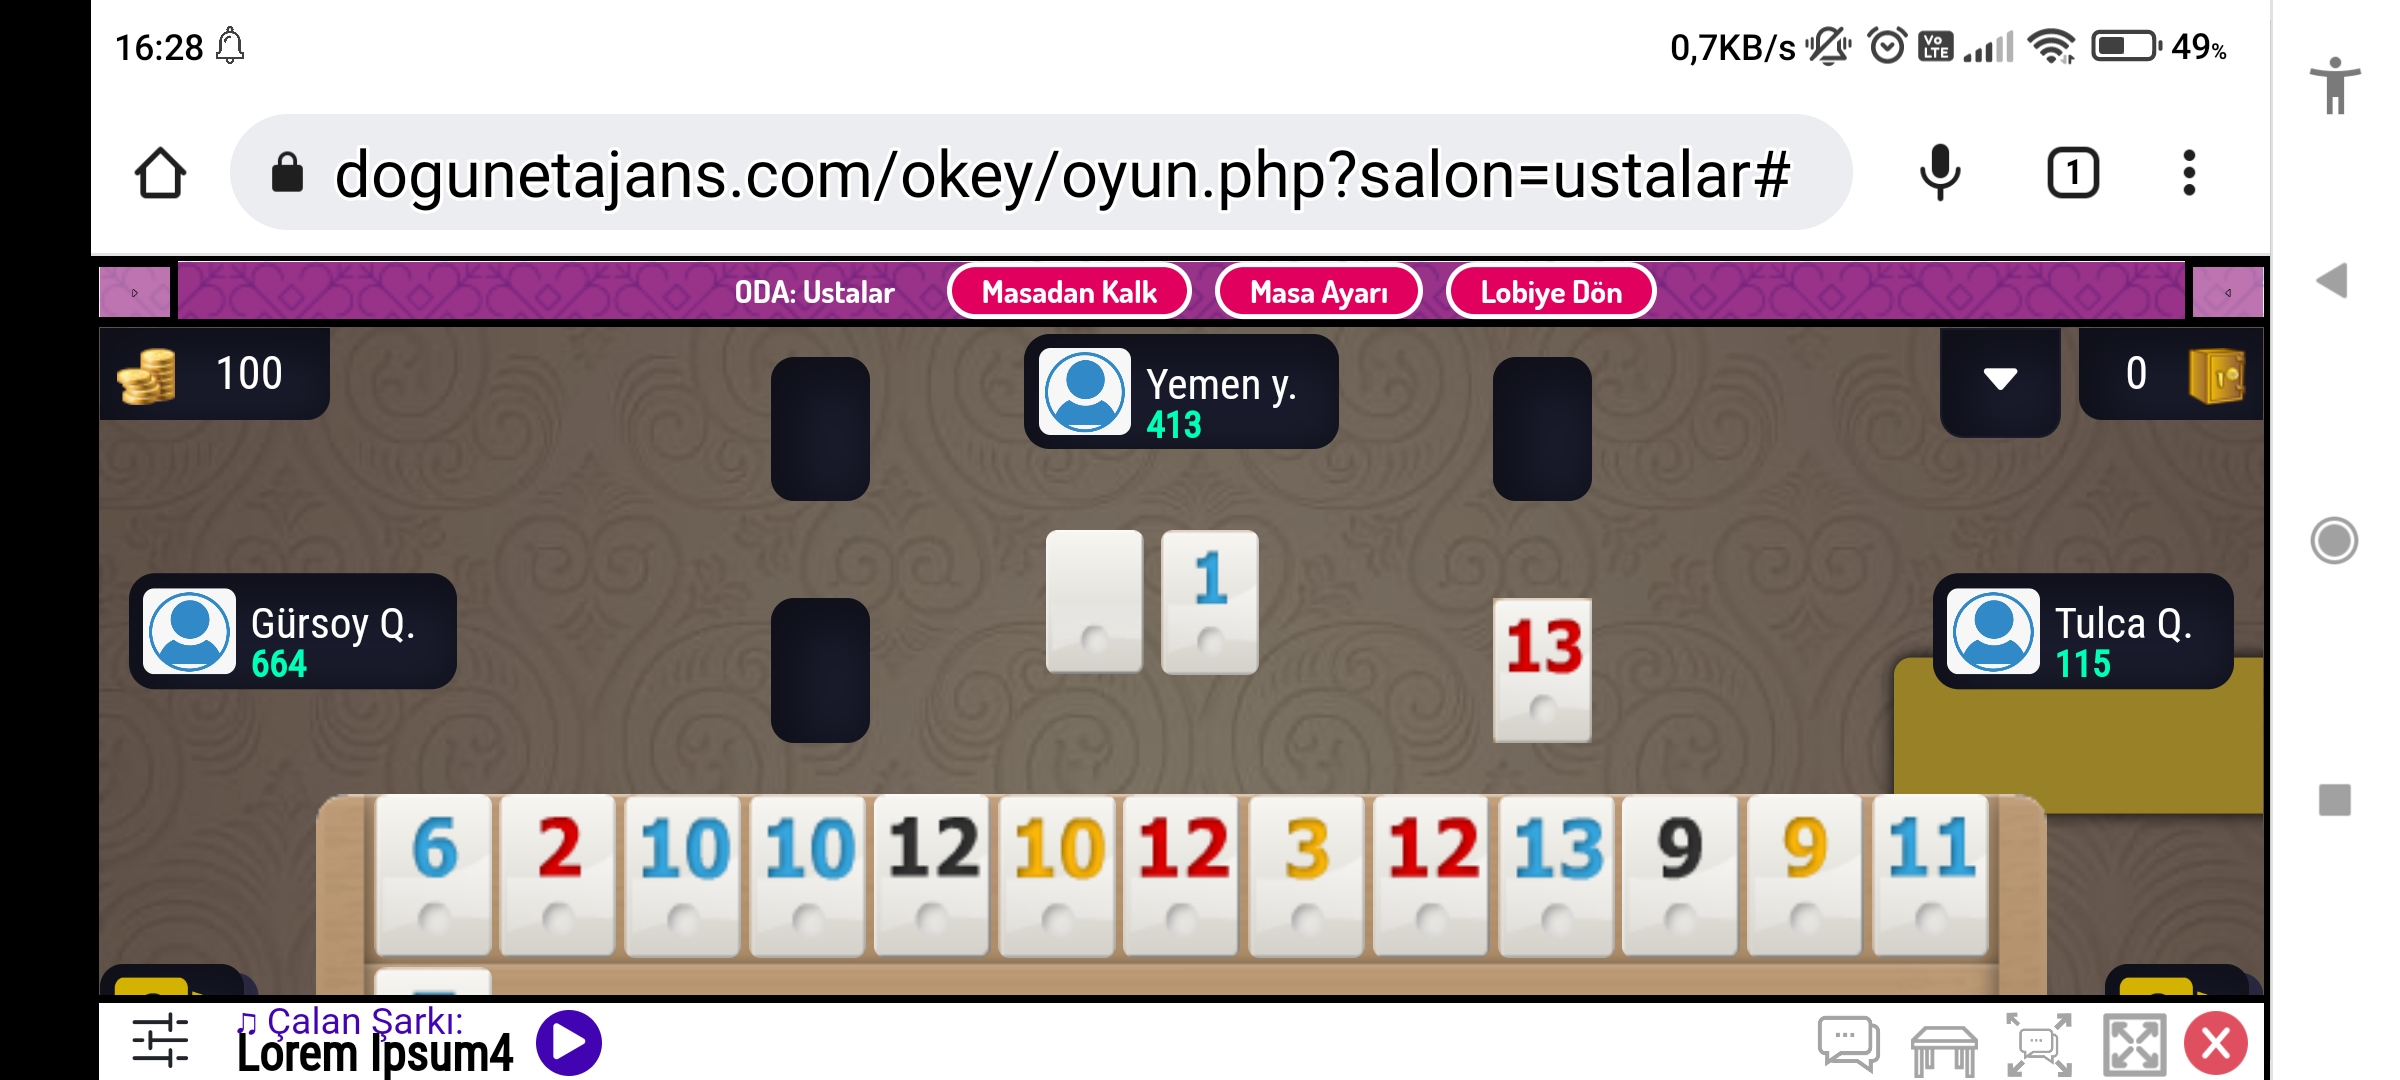 16:28 0,7KB/s Vo LTE 49%
dogunetajans.com/okey/oyun.php?salon=ustalar# 1
ODA: Ustalar Masadan Kalk Masa Ayarı Lobiye Dön
100 Yemen y. 0
413
1
Gürsoy Q. 13 Tulca Q.
664 115
6 2 10 10 12 10 12 3 12 13 9 9 11
♫ Çalan Şarkı:
Lorem Ipsum4